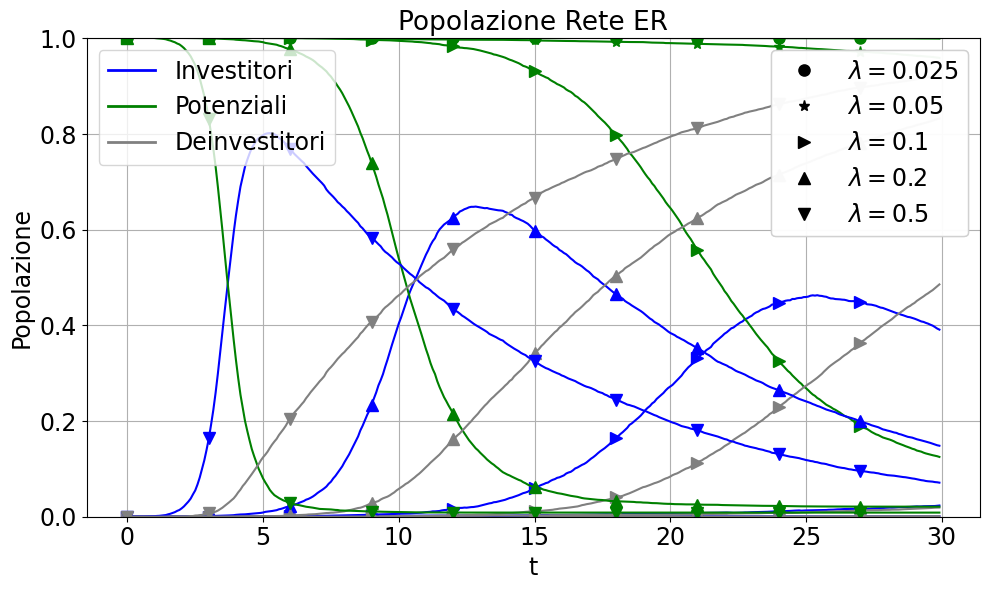 Popolazione Rete ER
Investitori
Potenziali
Deinvestitori
λ = 0.025
λ = 0.05
λ = 0.1
λ = 0.2
λ = 0.5
Popolazione
1.0
0.8
0.6
0.4
0.2
0.0
0 5 10 15 20 25 30
t